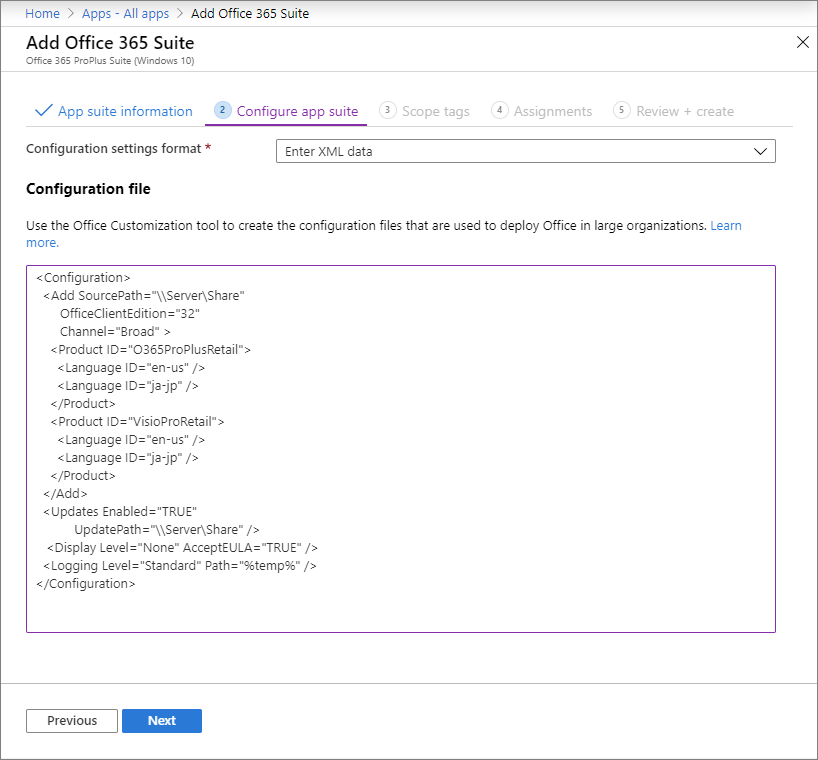 Home > Apps - All apps > Add Office 365 Suite
Add Office 365 Suite
Office 365 ProPlus Suite (Windows 10)
App suite information 2 Configure app suite 3 Scope tags 4 Assignments 5 Review + create
Configuration settings format * Enter XML data
Configuration file
Use the Office Customization tool to create the configuration files that are used to deploy Office in large organizations. Learn
more.
<Configuration>
<Add SourcePath="\\Server\Share"
OfficeClientEdition="32"
Channel="Broad" >
<Product ID="O365ProPlusRetail">
<Language ID="en-us" />
<Language ID="ja-jp" />
</Product>
<Product ID="VisioProRetail">
<Language ID="en-us" />
<Language ID="ja-jp" />
</Product>
</Add>
<Updates Enabled="TRUE"
UpdatePath="\\Server\Share" />
<Display Level="None" AcceptEULA="TRUE" />
<Logging Level="Standard" Path="%temp%" />
</Configuration>
Previous Next